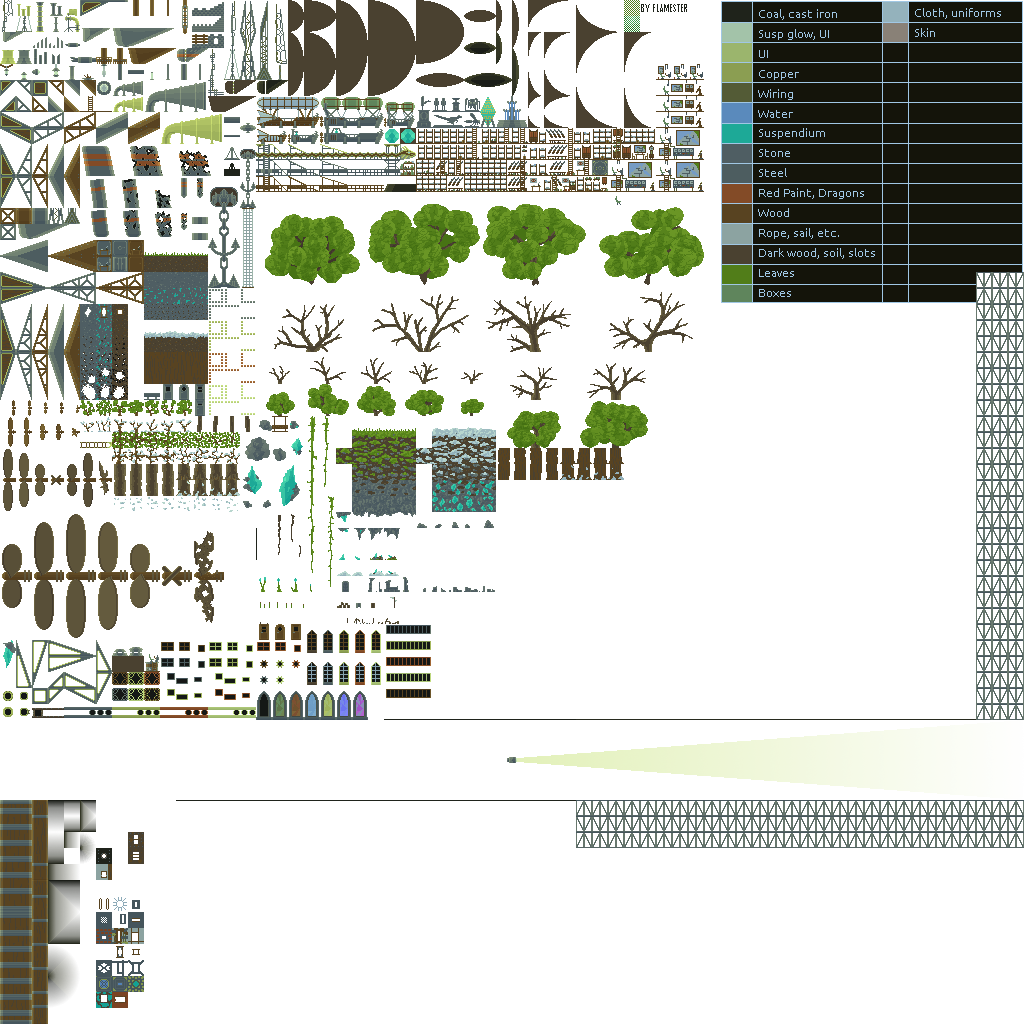 BY FLAMESTER
Coal, cast iron
Cloth, uniforms
Susp glow, UI
Skin
UI
Copper
Wiring
Water
Suspendium
Stone
Steel
Red Paint, Dragons
Wood
Rope, sail, etc.
Dark wood, soil, slots
Leaves
Boxes